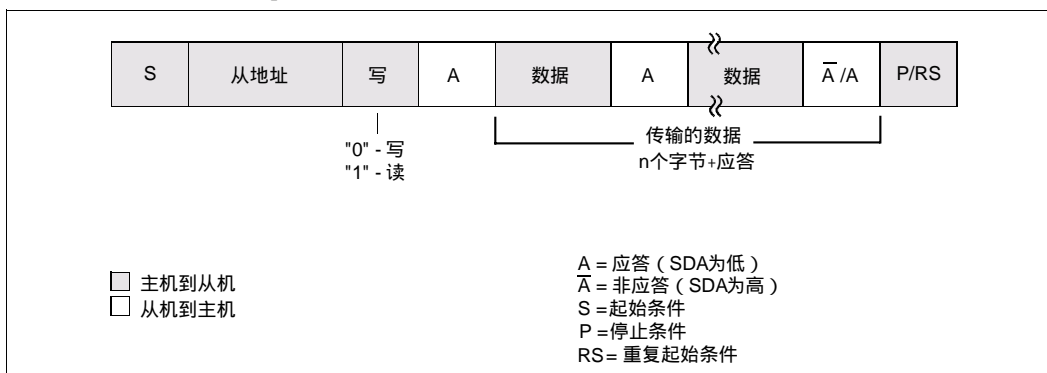 S 从地址 写 A 数据 A 数据 A̅ /A P/RS
"0" - 写
"1" - 读
传输的数据
n个字节+应答
主机到从机
从机到主机
A = 应答（SDA为低）
A̅ = 非应答（SDA为高）
S =起始条件
P =停止条件
RS= 重复起始条件